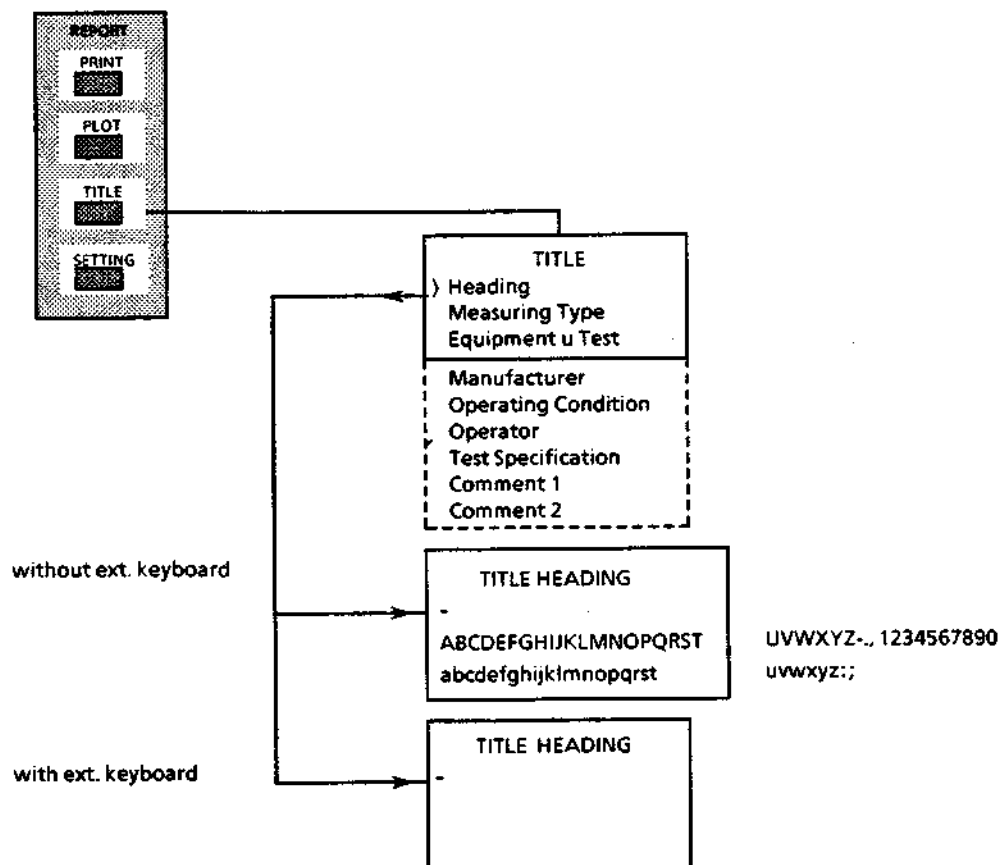 REPORT
PRINT
PLOT
TITLE
SETTING
TITLE
) Heading
Measuring Type
Equipment u Test
Manufacturer
Operating Condition
Operator
Test Specification
Comment 1
Comment 2
without ext. keyboard
TITLE HEADING
-
ABCDEFGHIJKLMNOPQRST UVWXYZ-., 1234567890
abcdefghijklmnopqrst uvwxyz:;
with ext. keyboard
TITLE HEADING
-